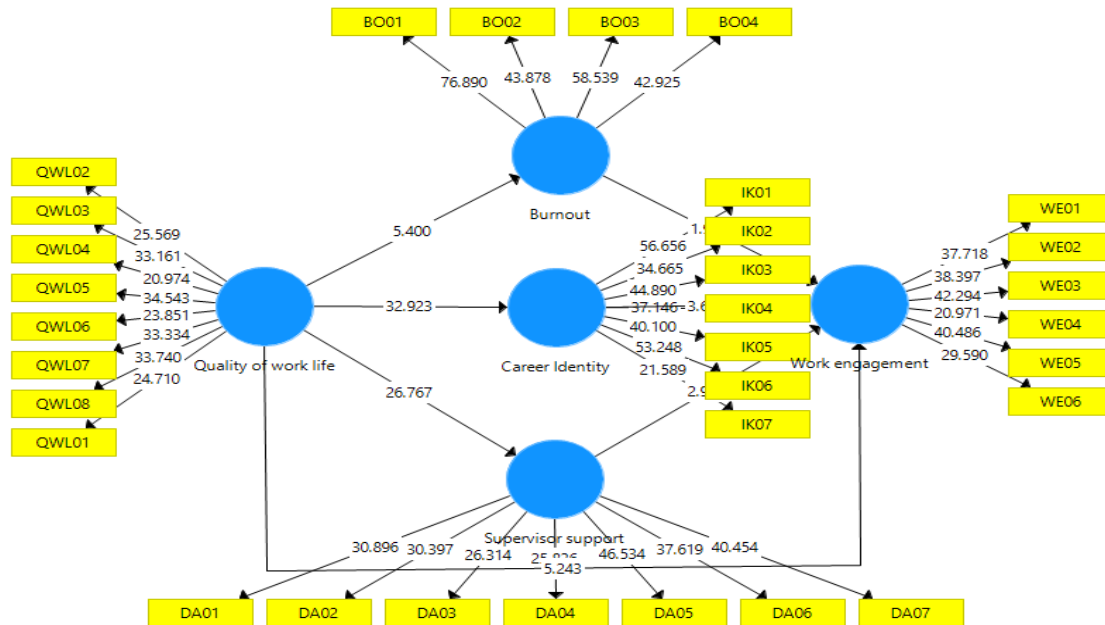 BO01
BO02
BO03
BO04
76.890
43.878
58.539
42.925
Burnout
QWL02
QWL03
QWL04
QWL05
QWL06
QWL07
QWL08
QWL01
25.569
33.161
20.974
34.543
23.851
33.334
33.740
24.710
Quality of work life
5.400
32.923
26.767
IK01
IK02
IK03
IK04
IK05
IK06
IK07
56.656
34.665
44.890
37.146
40.100
53.248
21.589
Career Identity
WE01
WE02
WE03
WE04
WE05
WE06
37.718
38.397
42.294
20.971
40.486
29.590
Work engagement
Supervisor support
30.896
30.397
26.314
46.534
37.619
40.454
5.243
DA01
DA02
DA03
DA04
DA05
DA06
DA07